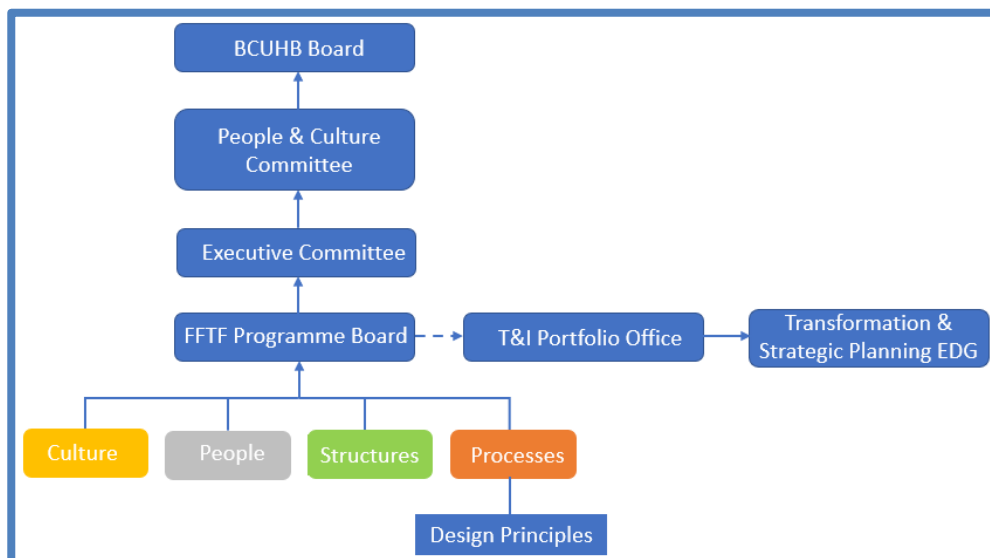 BCUHB Board
People & Culture
Committee
Executive Committee
FFTF Programme Board
T&I Portfolio Office
Transformation &
Strategic Planning EDG
Culture
People
Structures
Processes
Design Principles